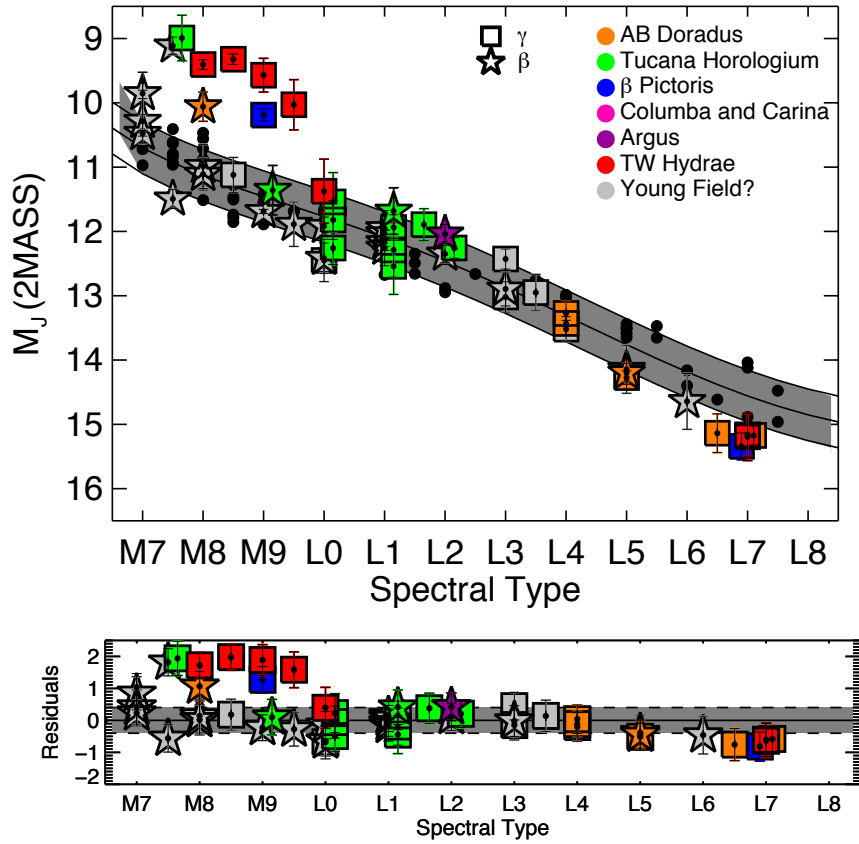 9
10
11
12
13
14
15
16
M_J (2MASS)
γ
β
AB Doradus
Tucana Horologium
β Pictoris
Columba and Carina
Argus
TW Hydrae
Young Field?
M7 M8 M9 L0 L1 L2 L3 L4 L5 L6 L7 L8
Spectral Type
2
1
0
−1
−2
Residuals
M7 M8 M9 L0 L1 L2 L3 L4 L5 L6 L7 L8
Spectral Type